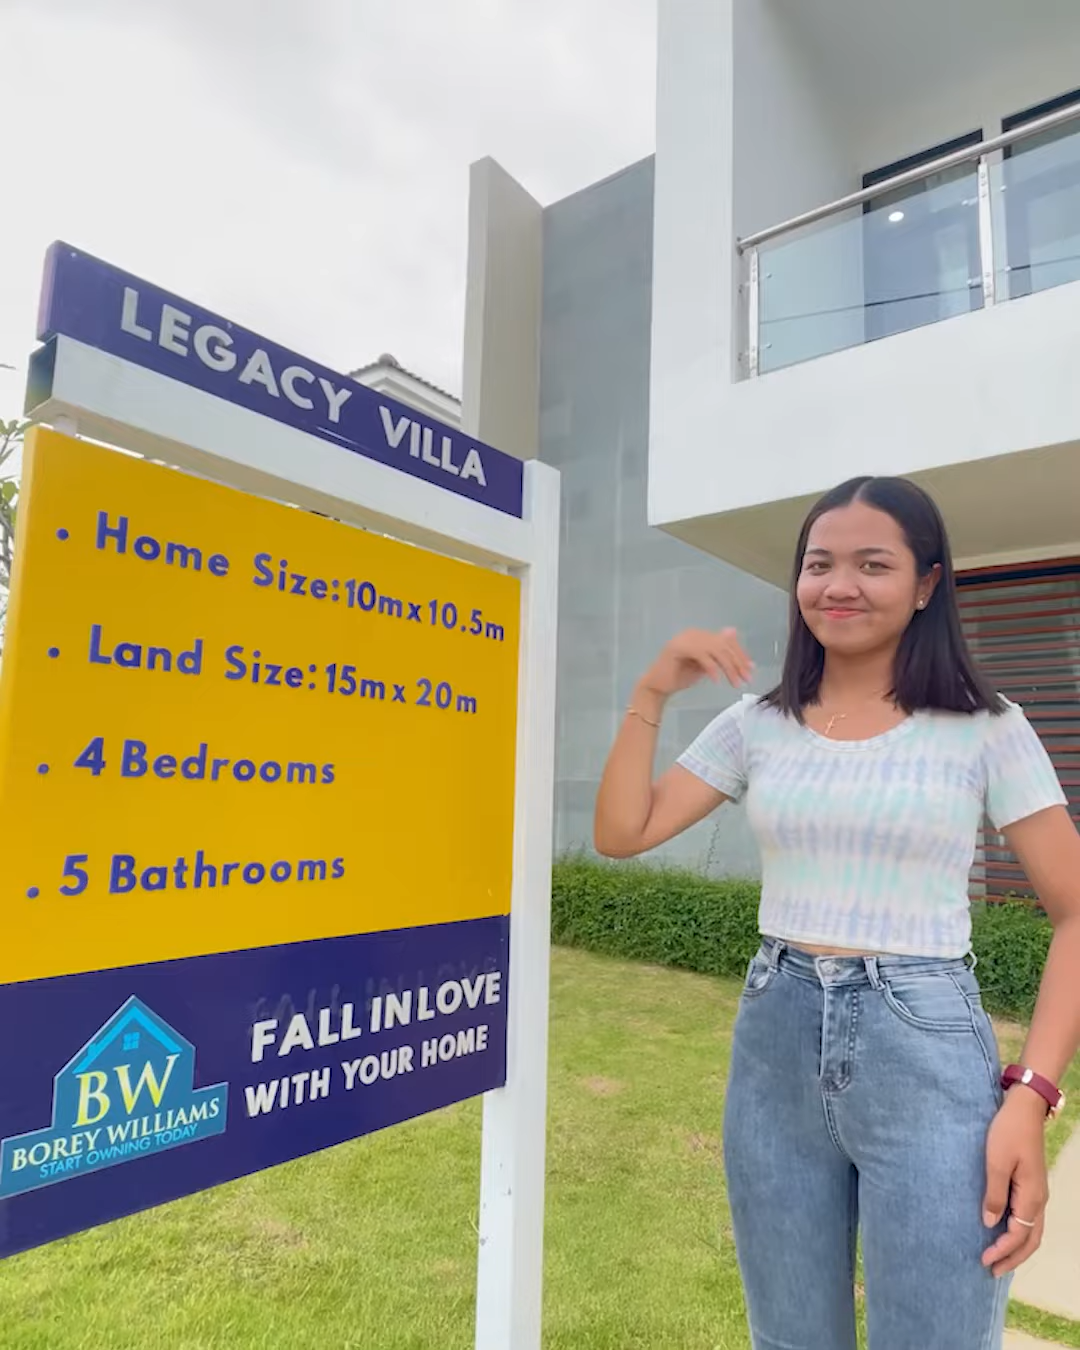 LEGACY VILLA
. Home Size:10m x 10.5m
. Land Size:15m x 20m
. 4 Bedrooms
. 5 Bathrooms
FALL IN LOVE
WITH YOUR HOME
BW
BOREY WILLIAMS
START OWNING TODAY